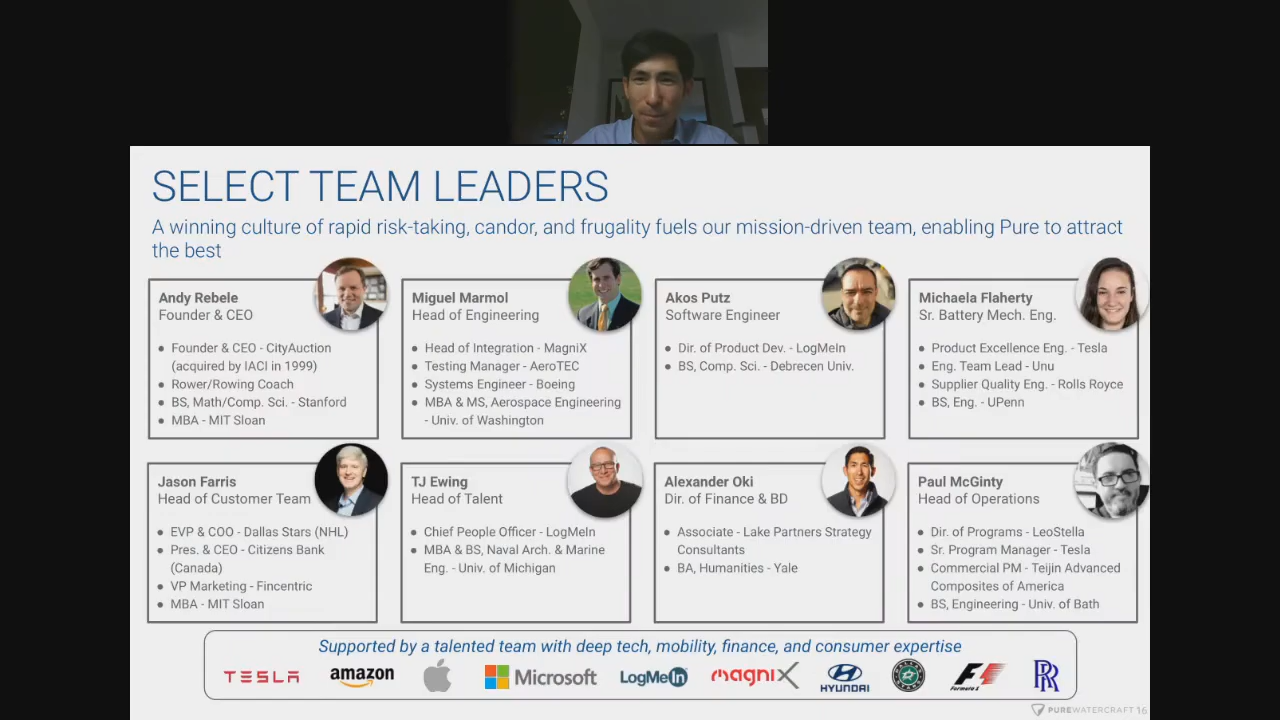 SELECT TEAM LEADERS
A winning culture of rapid risk-taking, candor, and frugality fuels our mission-driven team, enabling Pure to attract
the best
Andy Rebele
Founder & CEO
• Founder & CEO - CityAuction
(acquired by IACI in 1999)
• Rower/Rowing Coach
• BS, Math/Comp. Sci. - Stanford
• MBA - MIT Sloan
Miguel Marmol
Head of Engineering
• Head of Integration - MagniX
• Testing Manager - AeroTEC
• Systems Engineer - Boeing
• MBA & MS, Aerospace Engineering
- Univ. of Washington
Akos Putz
Software Engineer
• Dir. of Product Dev. - LogMeIn
• BS, Comp. Sci. - Debrecen Univ.
Michaela Flaherty
Sr. Battery Mech. Eng.
• Product Excellence Eng. - Tesla
• Eng. Team Lead - Unu
• Supplier Quality Eng. - Rolls Royce
• BS, Eng. - UPenn
Jason Farris
Head of Customer Team
• EVP & COO - Dallas Stars (NHL)
• Pres. & CEO - Citizens Bank
(Canada)
• VP Marketing - Fincentric
• MBA - MIT Sloan
TJ Ewing
Head of Talent
• Chief People Officer - LogMeIn
• MBA & BS, Naval Arch. & Marine
Eng. - Univ. of Michigan
Alexander Oki
Dir. of Finance & BD
• Associate - Lake Partners Strategy
Consultants
• BA, Humanities - Yale
Paul McGinty
Head of Operations
• Dir. of Programs - LeoStella
• Sr. Program Manager - Tesla
• Commercial PM - Teijin Advanced
Composites of America
• BS, Engineering - Univ. of Bath
Supported by a talented team with deep tech, mobility, finance, and consumer expertise
TESLA amazon Microsoft LogMeIn magniX HYUNDAI F1 Formula 1 RR
PUREWATERCRAFT 16